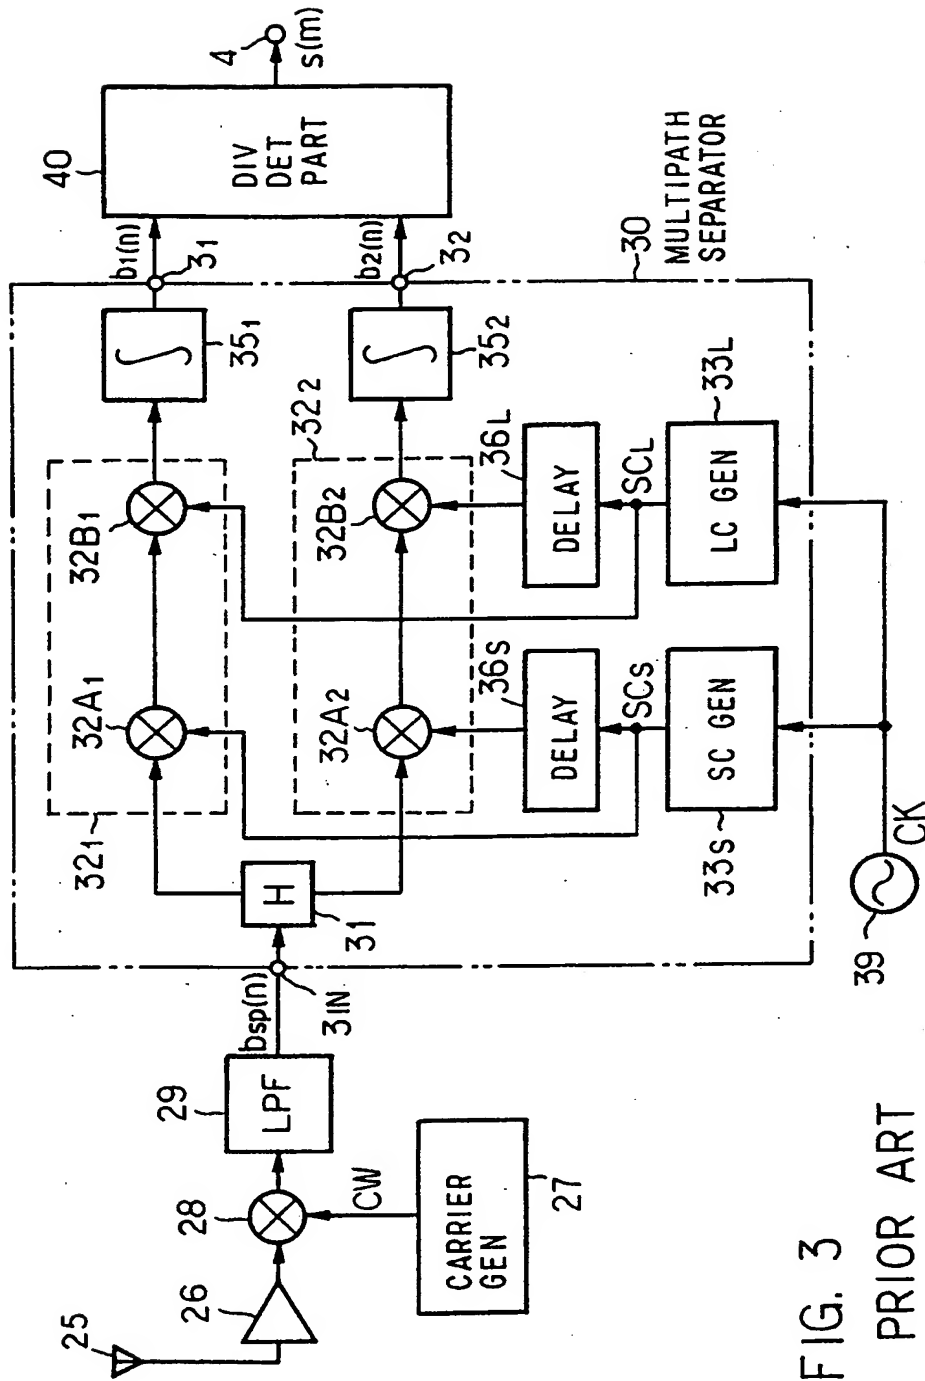 25
26
28
CW
CARRIER
GEN
27
29
LPF
bsp(n)
3IN
H
31
321
32A1
32B1
351
b1(n)
31
322
32A2
32B2
352
b2(n)
32
40
DIV
DET
PART
4
s(m)
36S
DELAY
SCS
SC GEN
33S
36L
DELAY
SCL
LC GEN
33L
30
MULTIPATH
SEPARATOR
39
CK
FIG. 3
PRIOR ART